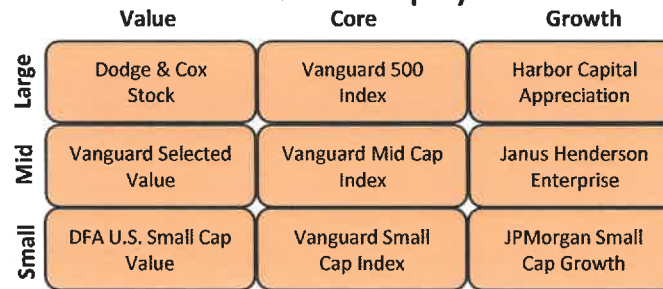 Value Core Growth
Large
Dodge & Cox
Stock
Vanguard 500
Index
Harbor Capital
Appreciation
Mid
Vanguard Selected
Value
Vanguard Mid Cap
Index
Janus Henderson
Enterprise
Small
DFA U.S. Small Cap
Value
Vanguard Small
Cap Index
JPMorgan Small
Cap Growth